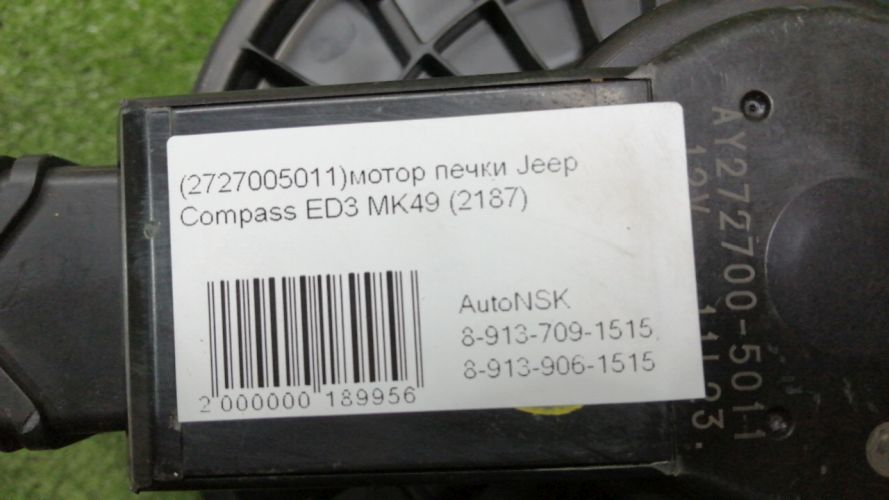 (2727005011)мотор печки Jeep
Compass ED3 MK49 (2187)
AutoNSK
8-913-709-1515,
8-913-906-1515
2 000000 189956
AY272700-5011
12V